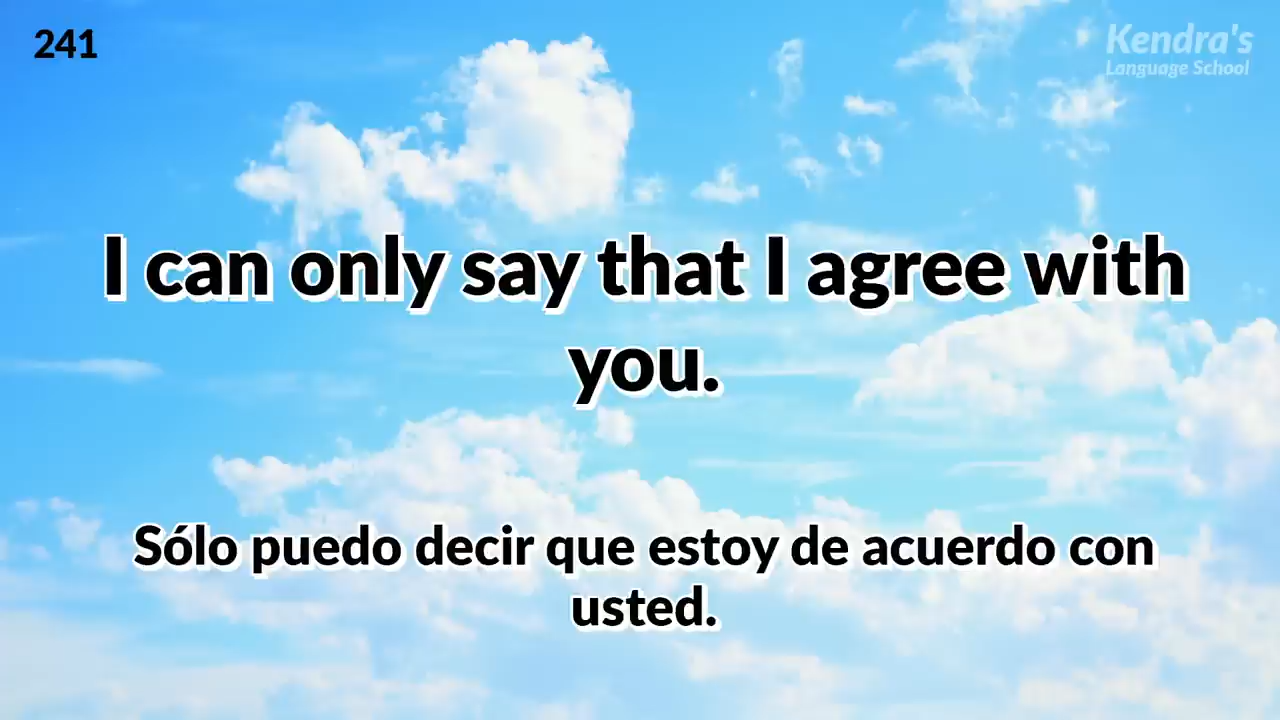 241
Kendra's
Language School
I can only say that I agree with
you.
Sólo puedo decir que estoy de acuerdo con
usted.